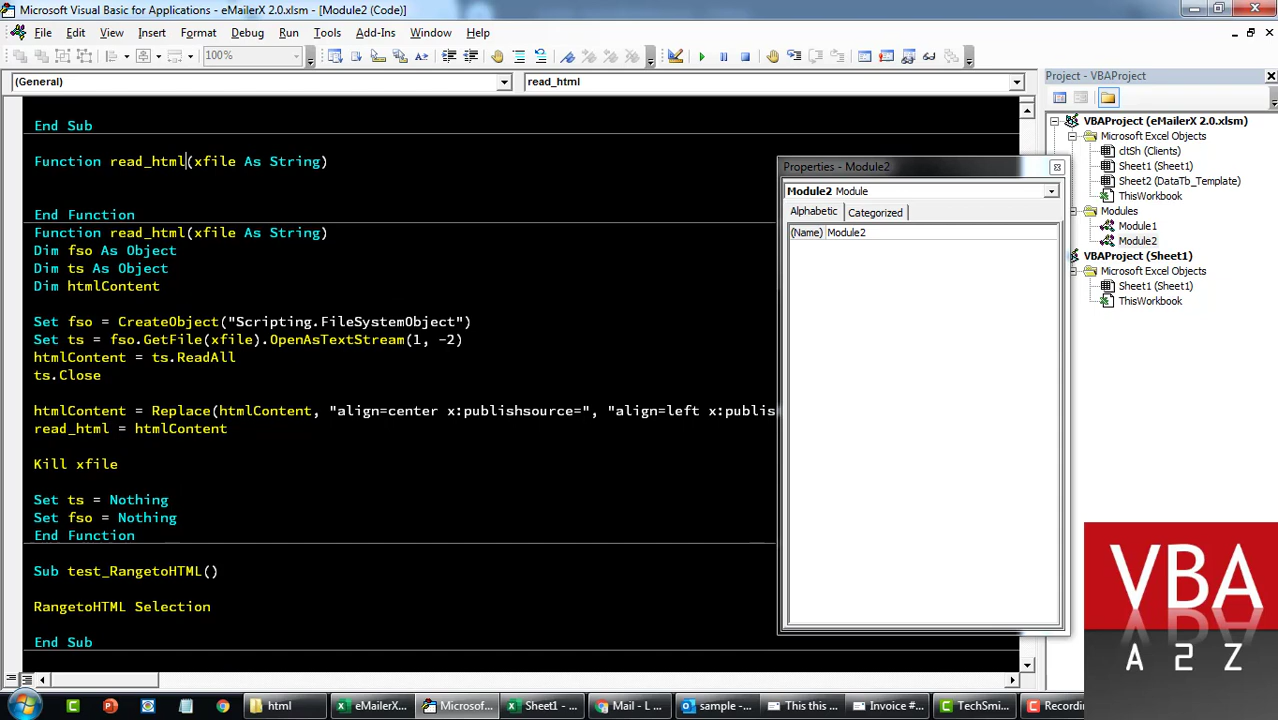 Microsoft Visual Basic for Applications - eMailerX 2.0.xlsm - [Module2 (Code)]
File Edit View Insert Format Debug Run Tools Add-Ins Window Help
100%
(General) read_html
Project - VBAProject
End Sub
Function read_html(xfile As String)
End Function
Function read_html(xfile As String)
Dim fso As Object
Dim ts As Object
Dim htmlContent
Set fso = CreateObject("Scripting.FileSystemObject")
Set ts = fso.GetFile(xfile).OpenAsTextStream(1, -2)
htmlContent = ts.ReadAll
ts.Close
htmlContent = Replace(htmlContent, "align=center x:publishsource=", "align=left x:publis
read_html = htmlContent
Kill xfile
Set ts = Nothing
Set fso = Nothing
End Function
Sub test_RangetoHTML()
RangetoHTML Selection
End Sub
Properties - Module2
Module2 Module
Alphabetic Categorized
(Name) Module2
VBAProject (eMailerX 2.0.xlsm)
Microsoft Excel Objects
cltSh (Clients)
Sheet1 (Sheet1)
Sheet2 (DataTb_Template)
ThisWorkbook
Modules
Module1
Module2
VBAProject (Sheet1)
Microsoft Excel Objects
Sheet1 (Sheet1)
ThisWorkbook
VBA
A 2 Z
html
eMailerX...
Microsof...
Sheet1 - ...
Mail - L ...
sample - ...
This this ...
Invoice #...
TechSmi...
Recordin